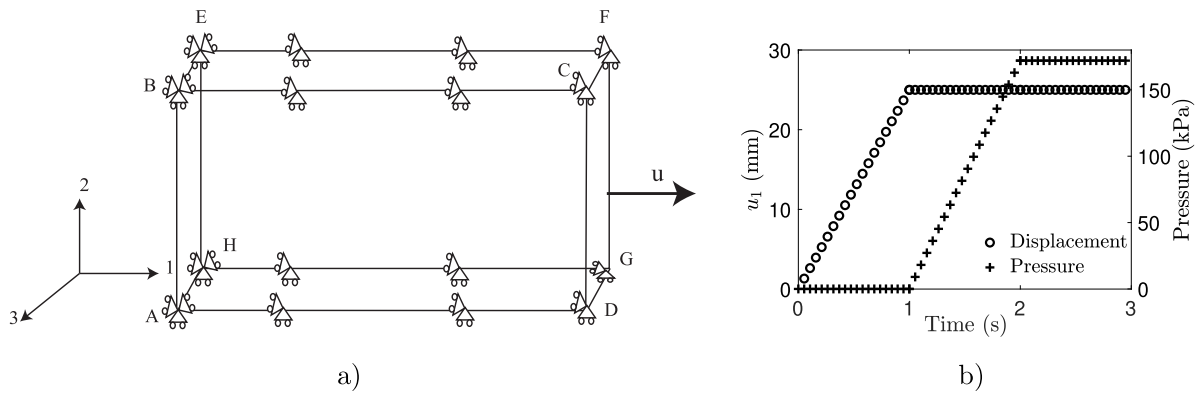 E
F
B
C
u
2
H
1
G
3
A
D
a)
30
20
10
0
u₁ (mm)
150
100
50
0
Pressure (kPa)
Displacement
Pressure
0
1
2
3
Time (s)
b)